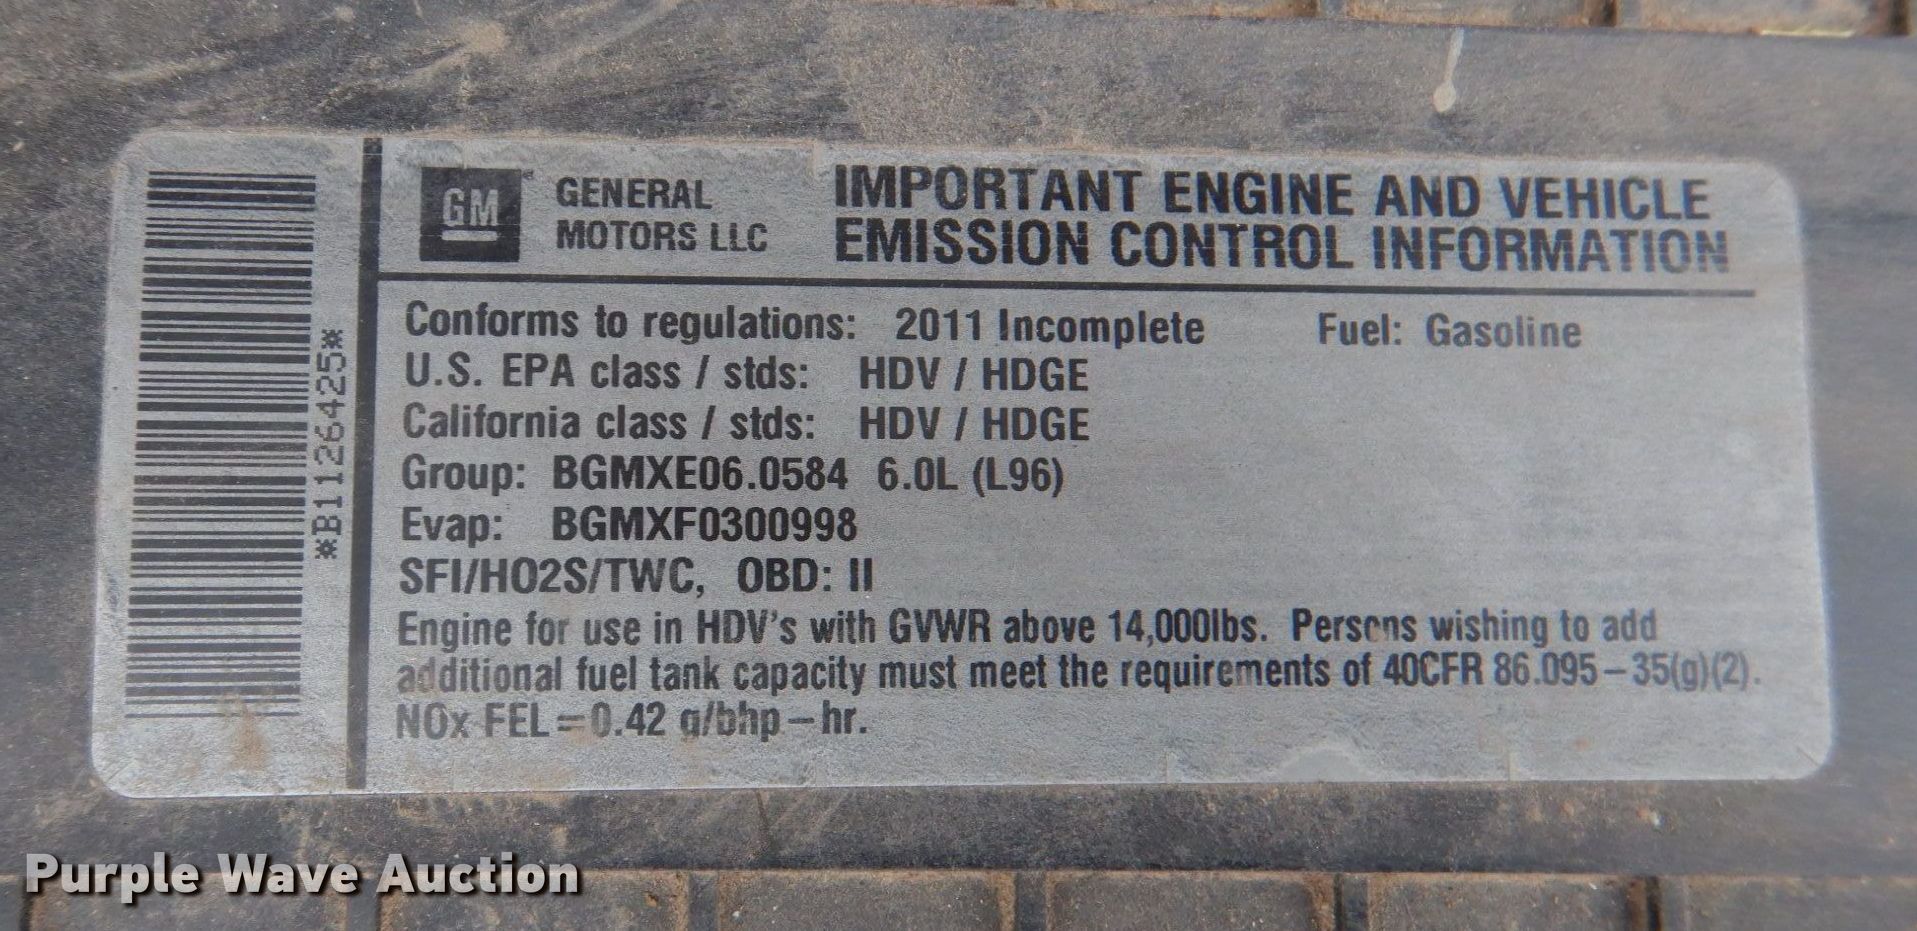 *B1126425*
GM
GENERAL
MOTORS LLC
IMPORTANT ENGINE AND VEHICLE
EMISSION CONTROL INFORMATION
Conforms to regulations: 2011 Incomplete Fuel: Gasoline
U.S. EPA class / stds: HDV / HDGE
California class / stds: HDV / HDGE
Group: BGMXE06.0584 6.0L (L96)
Evap: BGMXF0300998
SFI/HO2S/TWC, OBD: II
Engine for use in HDV's with GVWR above 14,000lbs. Persons wishing to add
additional fuel tank capacity must meet the requirements of 40CFR 86.095-35(g)(2).
NOx FEL=0.42 g/bhp-hr.
Purple Wave Auction